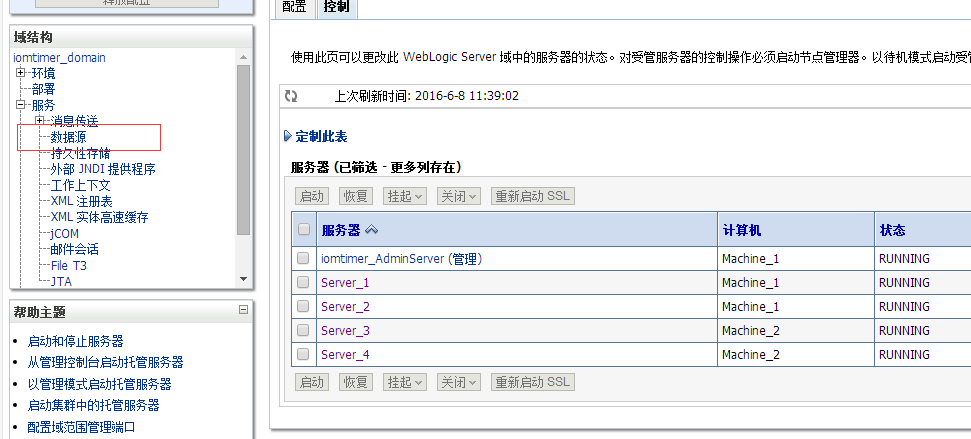 释放配置
域结构
iomtimer_domain
环境
部署
服务
消息传送
数据源
持久性存储
外部 JNDI 提供程序
工作上下文
XML 注册表
XML 实体高速缓存
jCOM
邮件会话
File T3
JTA
帮助主题
启动和停止服务器
从管理控制台启动托管服务器
以管理模式启动托管服务器
启动集群中的托管服务器
配置域范围管理端口
配置 控制
使用此页可以更改此 WebLogic Server 域中的服务器的状态。对受管服务器的控制操作必须启动节点管理器。以待机模式启动受管
上次刷新时间: 2016-6-8 11:39:02
定制此表
服务器 (已筛选 - 更多列存在)
启动 恢复 挂起 关闭 重新启动 SSL
服务器 计算机 状态
iomtimer_AdminServer (管理) Machine_1 RUNNING
Server_1 Machine_1 RUNNING
Server_2 Machine_1 RUNNING
Server_3 Machine_2 RUNNING
Server_4 Machine_2 RUNNING
启动 恢复 挂起 关闭 重新启动 SSL